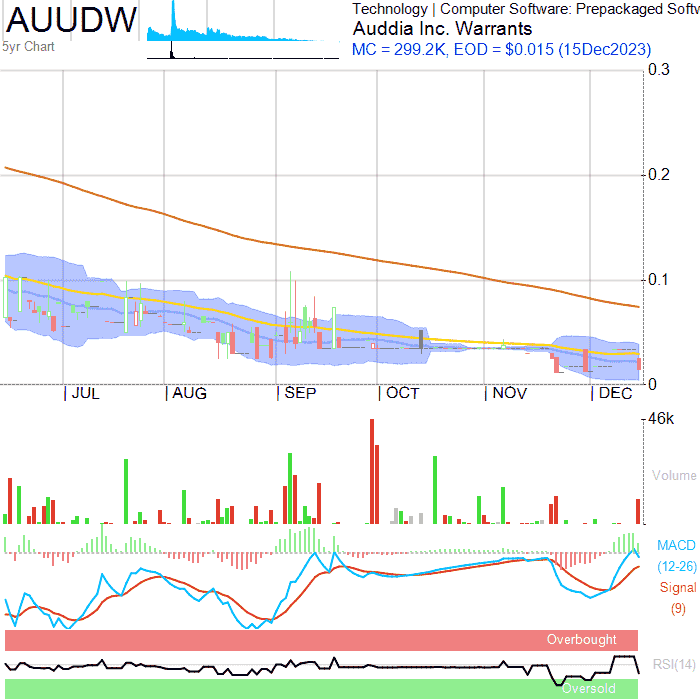 AUUDW
5yr Chart
Technology | Computer Software: Prepackaged Softw
Auddia Inc. Warrants
MC = 299.2K, EOD = $0.015 (15Dec2023)
0.3
0.2
0.1
0
| JUL | AUG | SEP | OCT | NOV | DEC
46k
Volume
MACD
(12-26)
Signal
(9)
Overbought
RSI(14)
Oversold